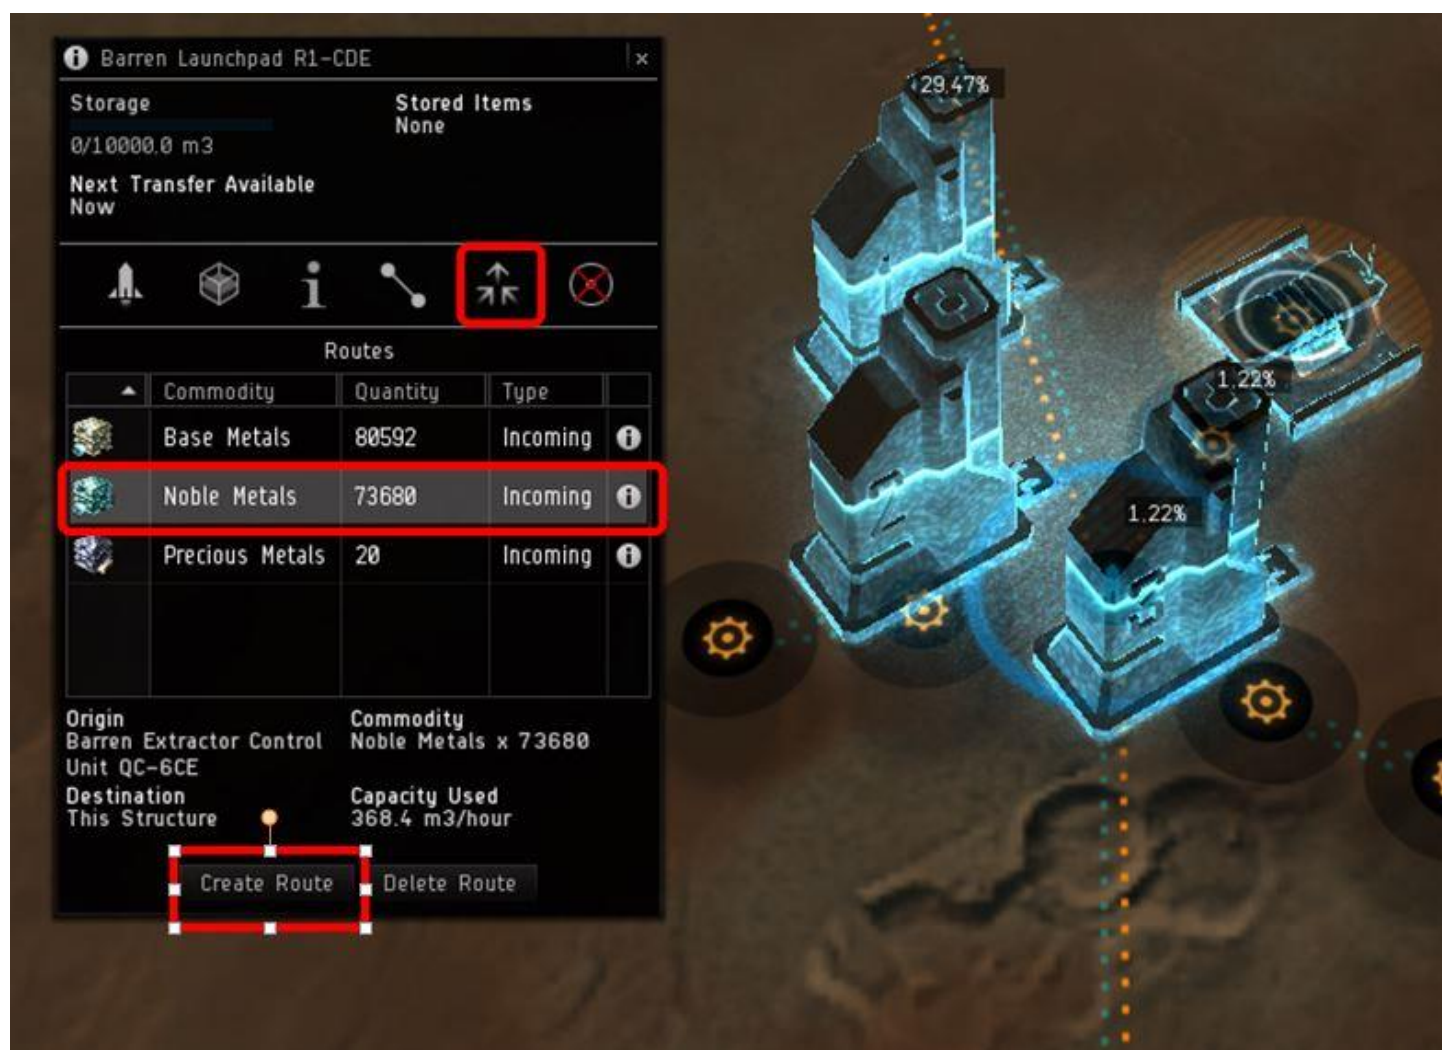 Barren Launchpad R1-CDE
Storage
0/10000.0 m3
Stored Items
None
Next Transfer Available
Now
Routes
Commodity Quantity Type
Base Metals 80592 Incoming
Noble Metals 73680 Incoming
Precious Metals 20 Incoming
Origin
Barren Extractor Control
Unit QC-6CE
Commodity
Noble Metals x 73680
Destination
This Structure
Capacity Used
368.4 m3/hour
Create Route Delete Route
29.47%
1.22%
1.22%